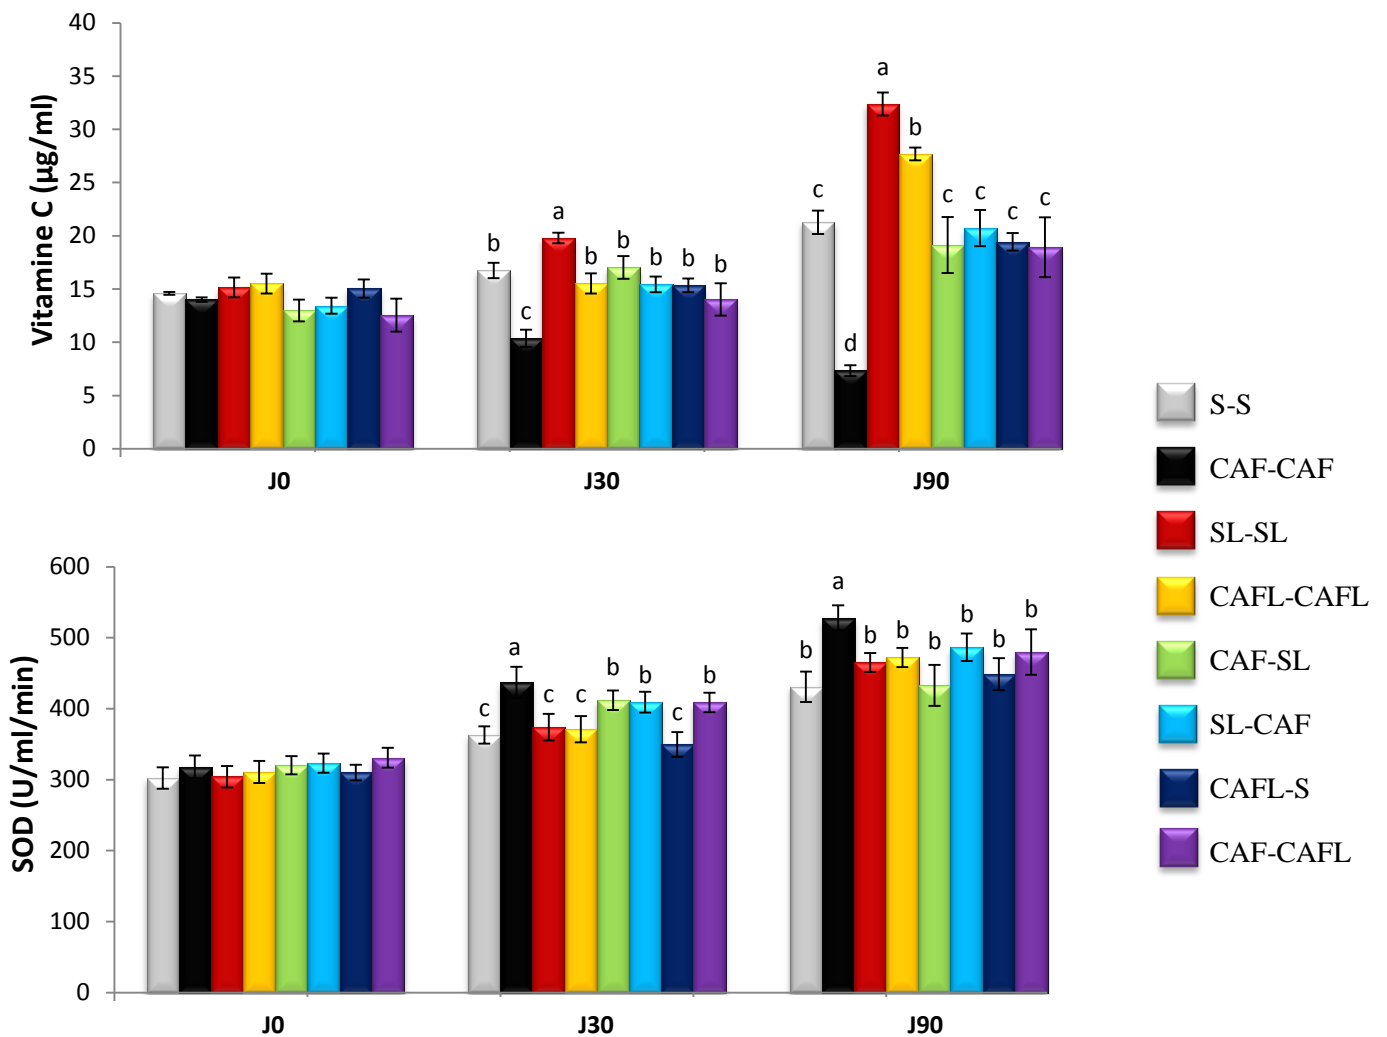 40
35
30
25
20
15
10
5
0
Vitamine C (µg/ml)
a
b
c
c
c
c
c
d
a
b
b
b
b
b
b
c
J0
J30
J90
S-S
CAF-CAF
SL-SL
CAFL-CAFL
CAF-SL
SL-CAF
CAFL-S
CAF-CAFL
600
500
400
300
200
100
0
SOD (U/ml/min)
a
b
b
b
b
b
b
b
a
c
c
c
b
b
c
b
J0
J30
J90